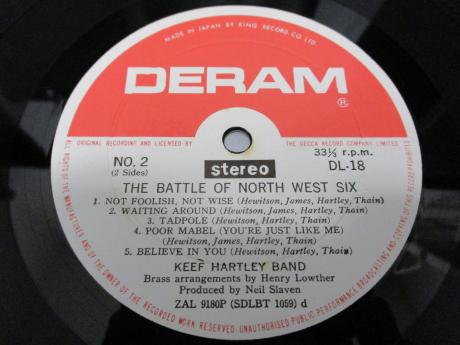 MADE IN JAPAN BY KING RECORD CO. LTD.
DERAM
®
ORIGINAL RECORDING AND LICENSED BY THE DECCA RECORD COMPANY LIMITED
NO. 2
(2 Sides)
stereo
33⅓ r.p.m.
DL-18
THE BATTLE OF NORTH WEST SIX
1. NOT FOOLISH, NOT WISE (Hewitson, James, Hartley, Thain)
2. WAITING AROUND (Hewitson, James, Hartley, Thain)
3. TADPOLE (Hewitson, James, Hartley, Thain)
4. POOR MABEL (YOU'RE JUST LIKE ME)
(Hewitson, James, Hartley, Thain)
5. BELIEVE IN YOU (Hewitson, James, Hartley, Thain)
KEEF HARTLEY BAND
Brass arrangements by Henry Lowther
Produced by Neil Slaven
ZAL 9180P (SDLBT 1059) d
ALL RIGHTS OF THE MANUFACTURER AND OF THE OWNER OF THE RECORDED WORK RESERVED·UNAUTHORISED PUBLIC PERFORMANCE BROADCASTING AND COPYING OF THIS RECORD PROHIBITED